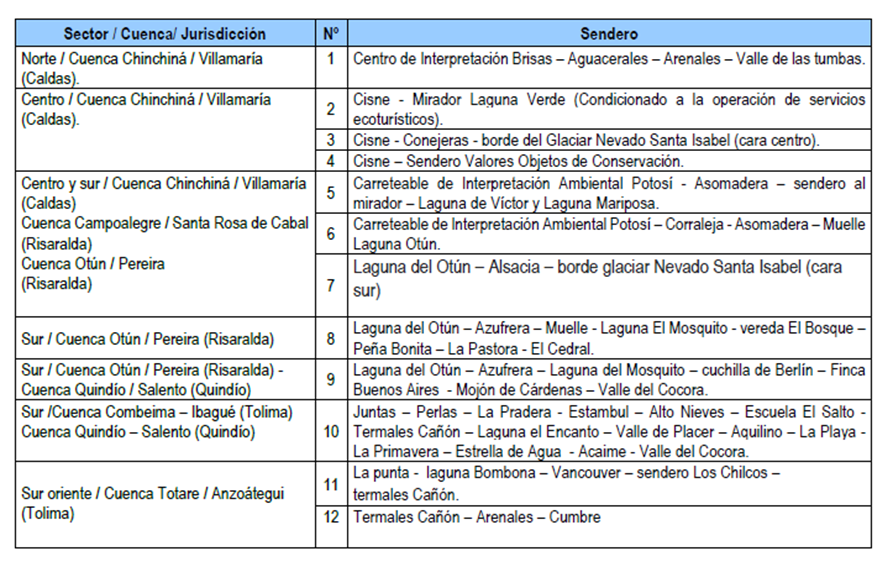 Sector / Cuenca/ Jurisdicción Nº Sendero
Norte / Cuenca Chinchiná / Villamaría
(Caldas).
1 Centro de Interpretación Brisas – Aguacerales – Arenales – Valle de las tumbas.
Centro / Cuenca Chinchiná / Villamaría
(Caldas).
2 Cisne - Mirador Laguna Verde (Condicionado a la operación de servicios
ecoturísticos).
3 Cisne - Conejeras - borde del Glaciar Nevado Santa Isabel (cara centro).
4 Cisne – Sendero Valores Objetos de Conservación.
Centro y sur / Cuenca Chinchiná / Villamaría
(Caldas)
Cuenca Campoalegre / Santa Rosa de Cabal
(Risaralda)
Cuenca Otún / Pereira
(Risaralda)
5 Carreteable de Interpretación Ambiental Potosí - Asomadera – sendero al
mirador – Laguna de Víctor y Laguna Mariposa.
6 Carreteable de Interpretación Ambiental Potosí – Corraleja - Asomadera – Muelle
Laguna Otún.
7 Laguna del Otún – Alsacia – borde glaciar Nevado Santa Isabel (cara
sur)
Sur / Cuenca Otún / Pereira (Risaralda)
8 Laguna del Otún – Azufrera – Muelle - Laguna El Mosquito - vereda El Bosque –
Peña Bonita – La Pastora - El Cedral.
Sur / Cuenca Otún / Pereira (Risaralda) -
Cuenca Quindío / Salento (Quindío)
9 Laguna del Otún – Azufrera – Laguna del Mosquito – cuchilla de Berlín – Finca
Buenos Aires - Mojón de Cárdenas – Valle del Cocora.
Sur /Cuenca Combeima – Ibagué (Tolima)
Cuenca Quindío – Salento (Quindío)
10 Juntas – Perlas – La Pradera - Estambul – Alto Nieves – Escuela El Salto -
Termales Cañón – Laguna el Encanto – Valle de Placer – Aquilino – La Playa -
La Primavera – Estrella de Agua - Acaime - Valle del Cocora.
Sur oriente / Cuenca Totare / Anzoátegui
(Tolima)
11 La punta - laguna Bombona – Vancouver – sendero Los Chilcos –
termales Cañón.
12 Termales Cañón – Arenales – Cumbre